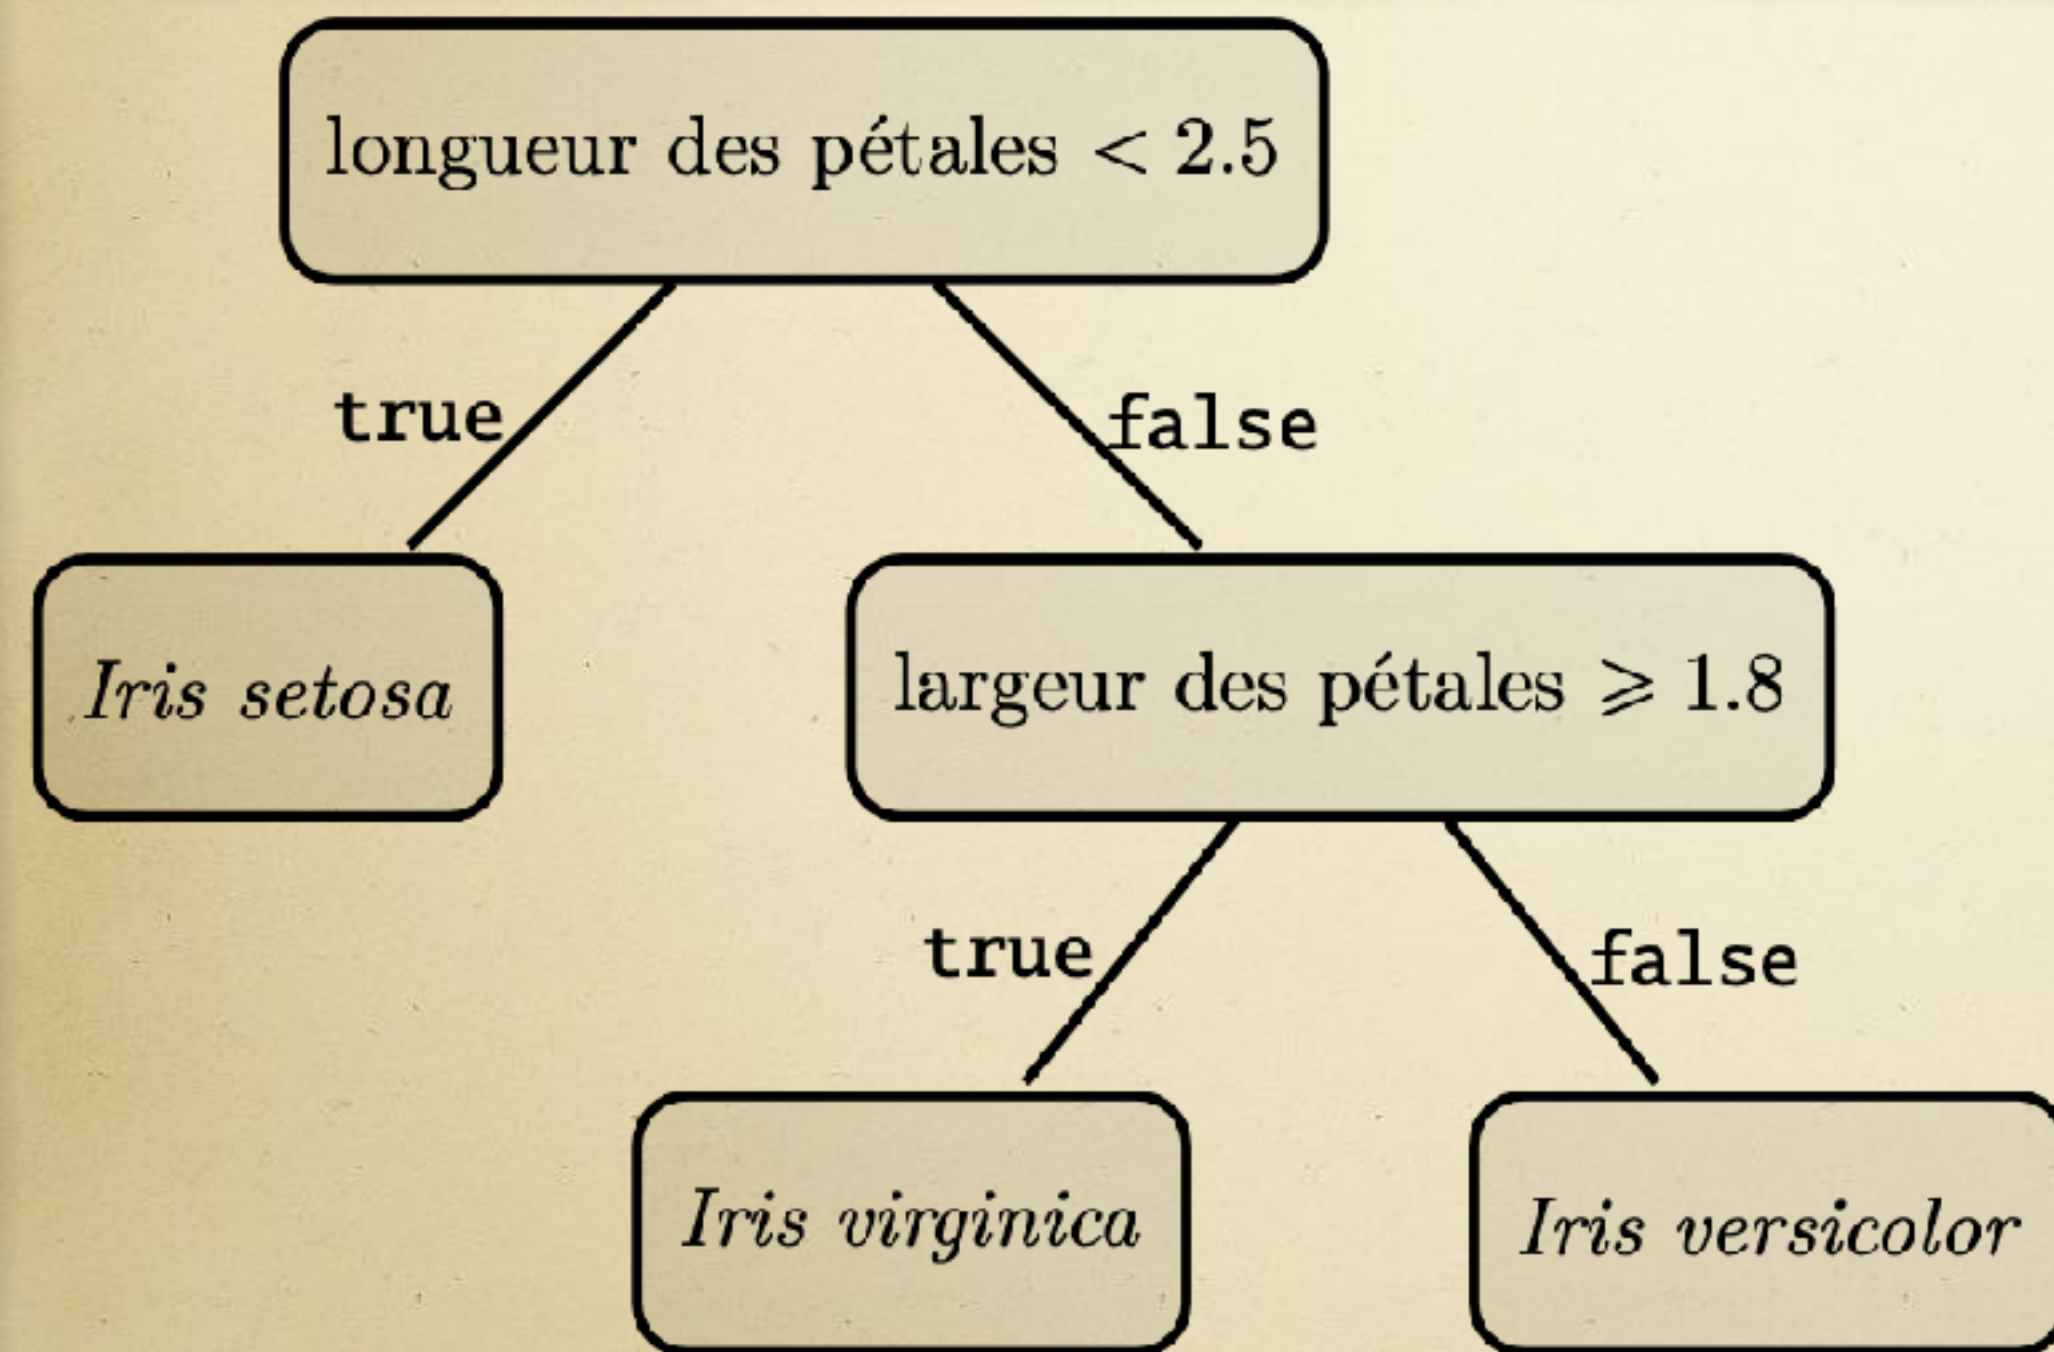 longueur des pétales < 2.5
true
false
Iris setosa
largeur des pétales ⩾ 1.8
true
false
Iris virginica
Iris versicolor